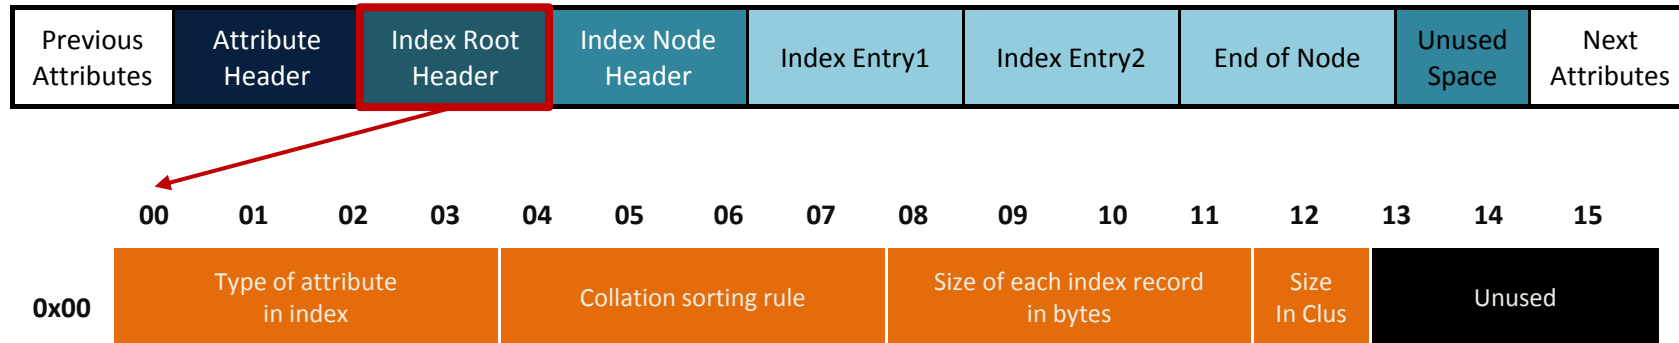 Previous
Attributes
Attribute
Header
Index Root
Header
Index Node
Header
Index Entry1
Index Entry2
End of Node
Unused
Space
Next
Attributes
00 01 02 03 04 05 06 07 08 09 10 11 12 13 14 15
0x00
Type of attribute
in index
Collation sorting rule
Size of each index record
in bytes
Size
In Clus
Unused